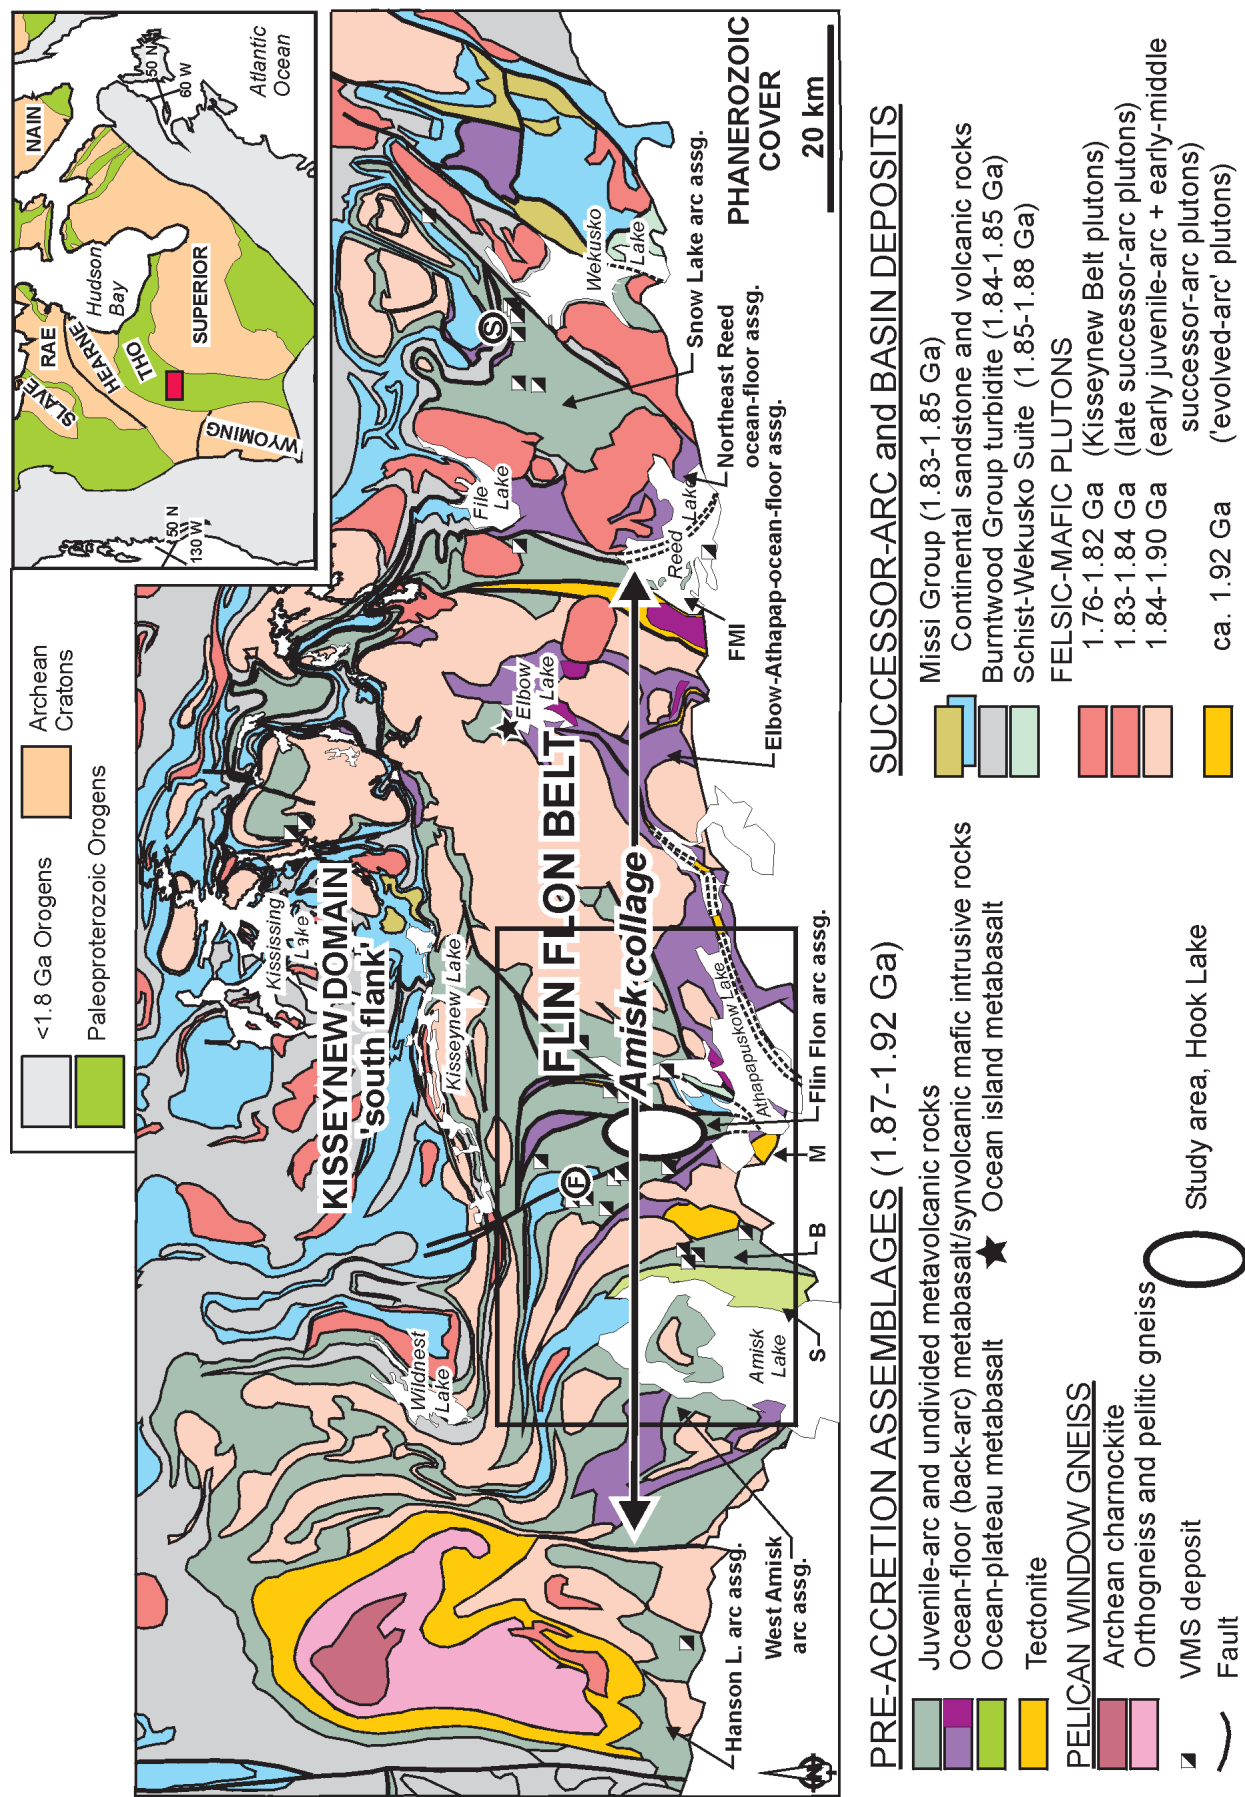 <1.8 Ga Orogens
Paleoproterozoic Orogens
Archean
Cratons
NAIN
RAE
SLAVE
HEARNE
THO
SUPERIOR
WYOMING
Hudson
Bay
Atlantic
Ocean
50 N
60 W
50 N
130 W
KISSEYNEW DOMAIN
'south flank'
FLIN FLON BELT
Amisk collage
Kississing
Lake
Kisseynew Lake
Wildnest
Lake
Amisk
Lake
Athapapuskow Lake
Elbow
Lake
File
Lake
Reed Lake
Wekusko
Lake
F
S
PHANEROZOIC
COVER
20 km
N
Hanson L. arc assg.
West Amisk
arc assg.
S
B
M
Flin Flon arc assg.
Elbow-Athapap-ocean-floor assg.
FMI
Northeast Reed
ocean-floor assg.
Snow Lake arc assg.
PRE-ACCRETION ASSEMBLAGES (1.87-1.92 Ga)
Juvenile-arc and undivided metavolcanic rocks
Ocean-floor (back-arc) metabasalt/synvolcanic mafic intrusive rocks
Ocean-plateau metabasalt
Ocean island metabasalt
Tectonite
PELICAN WINDOW GNEISS
Archean charnockite
Orthogneiss and pelitic gneiss
VMS deposit
Fault
Study area, Hook Lake
SUCCESSOR-ARC and BASIN DEPOSITS
Missi Group (1.83-1.85 Ga)
Continental sandstone and volcanic rocks
Burntwood Group turbidite (1.84-1.85 Ga)
Schist-Wekusko Suite (1.85-1.88 Ga)
FELSIC-MAFIC PLUTONS
1.76-1.82 Ga (Kisseynew Belt plutons)
1.83-1.84 Ga (late successor-arc plutons)
1.84-1.90 Ga (early juvenile-arc + early-middle
successor-arc plutons)
ca. 1.92 Ga ('evolved-arc' plutons)